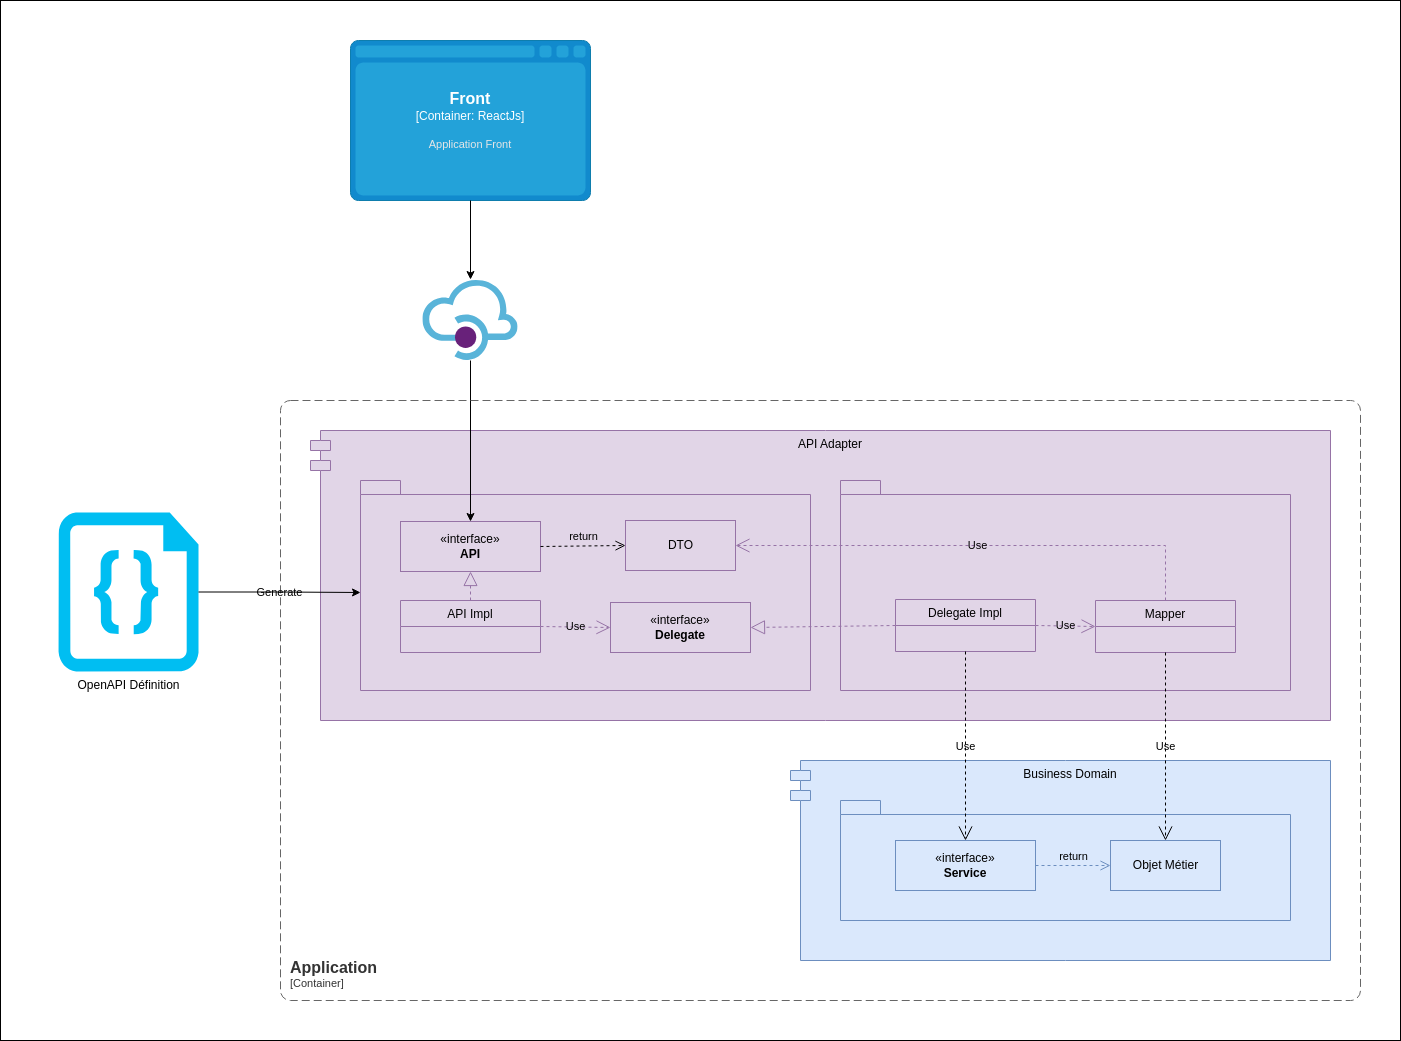 Front
[Container: ReactJs]
Application Front
API Adapter
«interface»
API
return
DTO
Use
API Impl
Use
«interface»
Delegate
Delegate Impl
Use
Mapper
Generate
{ }
OpenAPI Définition
Use
Use
Business Domain
«interface»
Service
return
Objet Métier
Application
[Container]